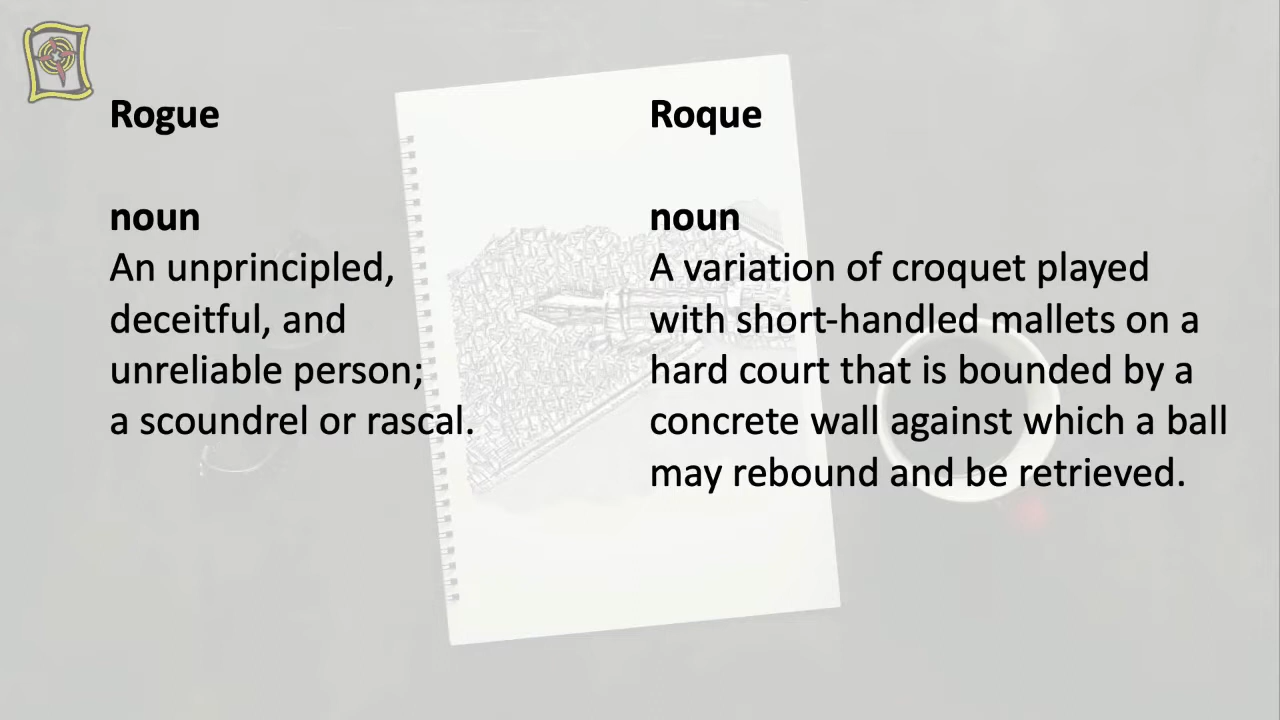 Rogue
noun
An unprincipled,
deceitful, and
unreliable person;
a scoundrel or rascal.
Roque
noun
A variation of croquet played
with short-handled mallets on a
hard court that is bounded by a
concrete wall against which a ball
may rebound and be retrieved.